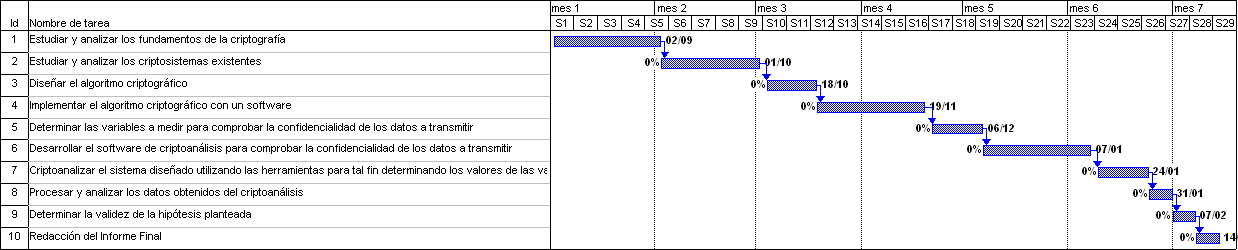 mes 1 mes 2 mes 3 mes 4 mes 5 mes 6 mes 7
Id Nombre de tarea S1 S2 S3 S4 S5 S6 S7 S8 S9 S10 S11 S12 S13 S14 S15 S16 S17 S18 S19 S20 S21 S22 S23 S24 S25 S26 S27 S28 S29
1 Estudiar y analizar los fundamentos de la criptografía 02/09
2 Estudiar y analizar los criptosistemas existentes 0% 01/10
3 Diseñar el algoritmo criptográfico 0% 18/10
4 Implementar el algoritmo criptográfico con un software 0% 19/11
5 Determinar las variables a medir para comprobar la confidencialidad de los datos a transmitir 0% 06/12
6 Desarrollar el software de criptoanálisis para comprobar la confidencialidad de los datos a transmitir 0% 07/01
7 Criptoanalizar el sistema diseñado utilizando las herramientas para tal fin determinando los valores de las va 0% 24/01
8 Procesar y analizar los datos obtenidos del criptoanálisis 0% 31/01
9 Determinar la validez de la hipótesis planteada 0% 07/02
10 Redacción del Informe Final 0% 14